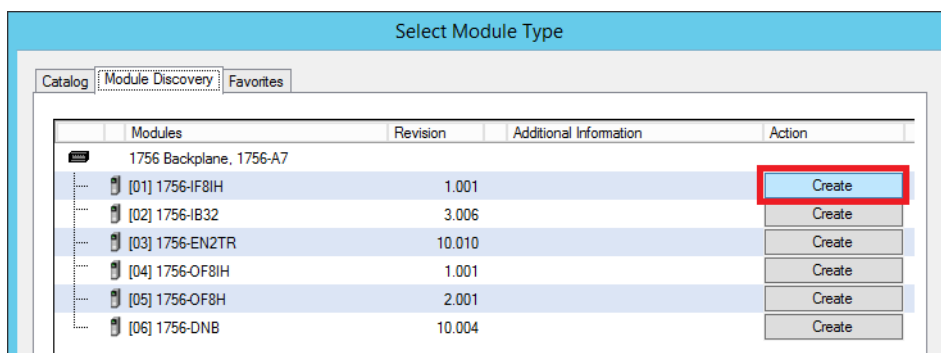 Select Module Type
Catalog Module Discovery Favorites
Modules Revision Additional Information Action
1756 Backplane, 1756-A7
[01] 1756-IF8IH 1.001 Create
[02] 1756-IB32 3.006 Create
[03] 1756-EN2TR 10.010 Create
[04] 1756-OF8IH 1.001 Create
[05] 1756-OF8H 2.001 Create
[06] 1756-DNB 10.004 Create